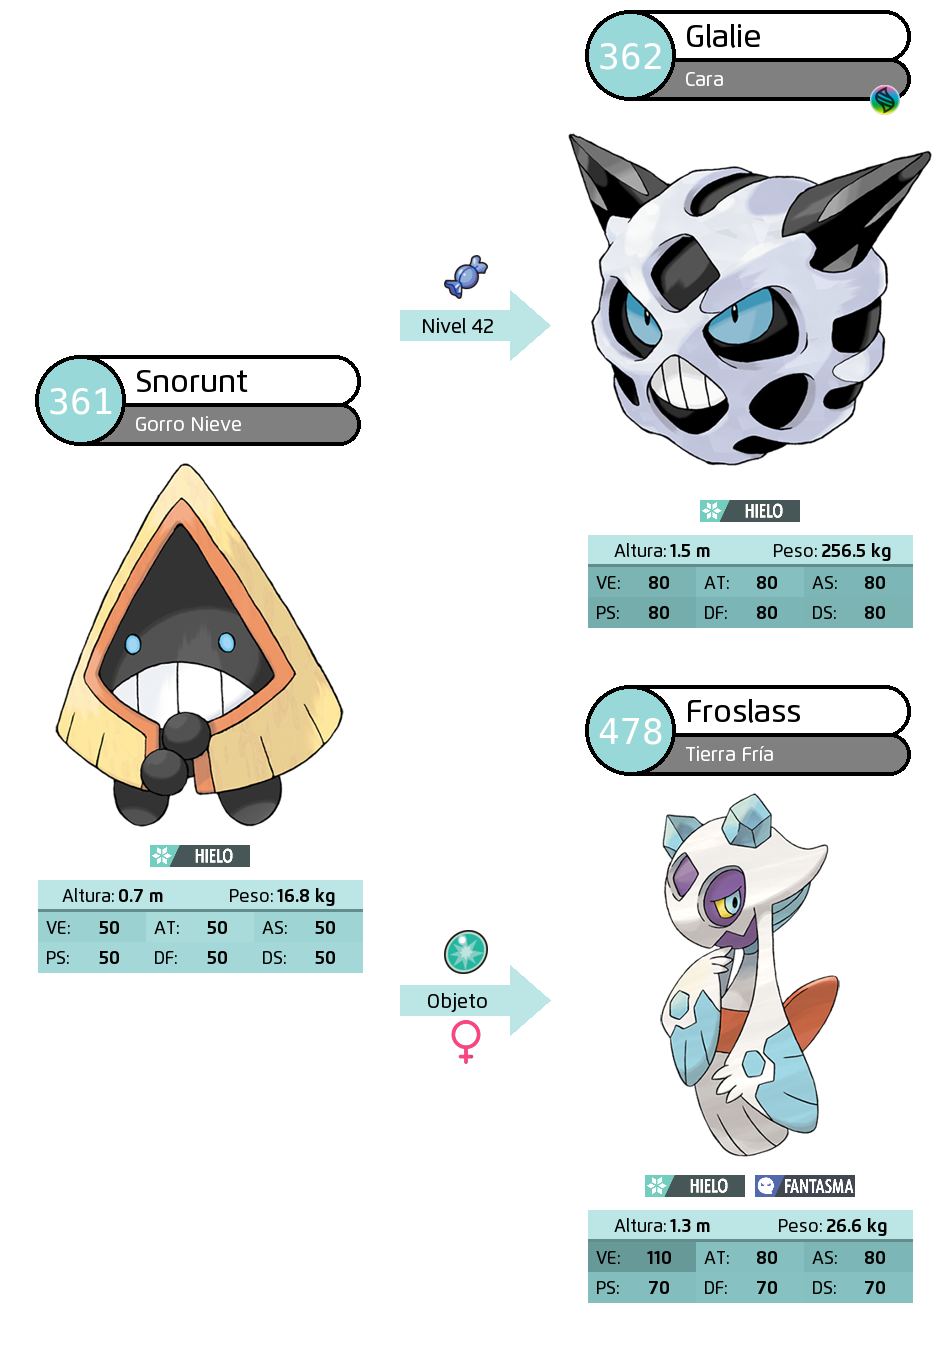 362
Glalie
Cara
Nivel 42
361
Snorunt
Gorro Nieve
HIELO
Altura: 1.5 m Peso: 256.5 kg
VE: 80 AT: 80 AS: 80
PS: 80 DF: 80 DS: 80
478
Froslass
Tierra Fría
HIELO
Altura: 0.7 m Peso: 16.8 kg
VE: 50 AT: 50 AS: 50
PS: 50 DF: 50 DS: 50
Objeto
HIELO FANTASMA
Altura: 1.3 m Peso: 26.6 kg
VE: 110 AT: 80 AS: 80
PS: 70 DF: 70 DS: 70